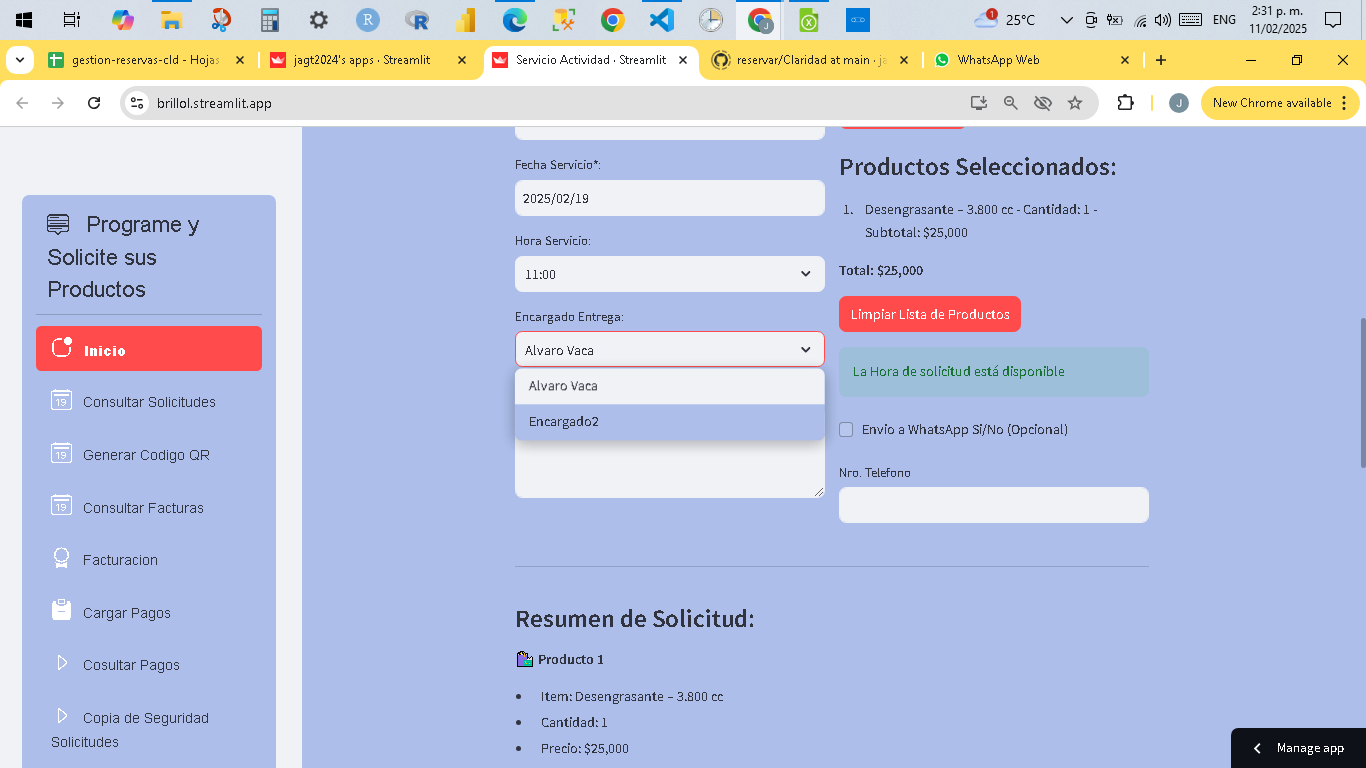 25°C
ENG
2:31 p. m.
11/02/2025
gestion-reservas-cld - Hojas
jagt2024's apps · Streamlit
Servicio Actividad · Streamlit
reservar/Claridad at main · ja
WhatsApp Web
brillol.streamlit.app
J
New Chrome available
Programe y
Solicite sus
Productos
Inicio
Consultar Solicitudes
Generar Codigo QR
Consultar Facturas
Facturacion
Cargar Pagos
Cosultar Pagos
Copia de Seguridad
Solicitudes
Fecha Servicio*:
2025/02/19
Hora Servicio:
11:00
Encargado Entrega:
Alvaro Vaca
Alvaro Vaca
Encargado2
Productos Seleccionados:
1. Desengrasante – 3.800 cc - Cantidad: 1 -
Subtotal: $25,000
Total: $25,000
Limpiar Lista de Productos
La Hora de solicitud está disponible
Envio a WhatsApp Si/No (Opcional)
Nro. Telefono
Resumen de Solicitud:
Producto 1
Item: Desengrasante – 3.800 cc
Cantidad: 1
Precio: $25,000
Manage app